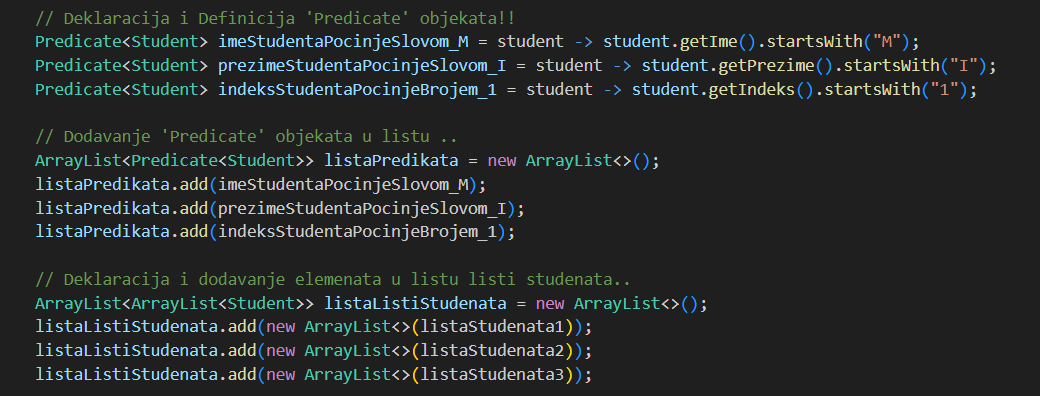 // Deklaracija i Definicija 'Predicate' objekata!!
Predicate<Student> imeStudentaPocinjeSlovom_M = student -> student.getIme().startsWith("M");
Predicate<Student> prezimeStudentaPocinjeSlovom_I = student -> student.getPrezime().startsWith("I");
Predicate<Student> indeksStudentaPocinjeBrojem_1 = student -> student.getIndeks().startsWith("1");
// Dodavanje 'Predicate' objekata u listu ..
ArrayList<Predicate<Student>> listaPredikata = new ArrayList<>();
listaPredikata.add(imeStudentaPocinjeSlovom_M);
listaPredikata.add(prezimeStudentaPocinjeSlovom_I);
listaPredikata.add(indeksStudentaPocinjeBrojem_1);
// Deklaracija i dodavanje elemenata u listu listi studenata..
ArrayList<ArrayList<Student>> listaListiStudenata = new ArrayList<>();
listaListiStudenata.add(new ArrayList<>(listaStudenata1));
listaListiStudenata.add(new ArrayList<>(listaStudenata2));
listaListiStudenata.add(new ArrayList<>(listaStudenata3));